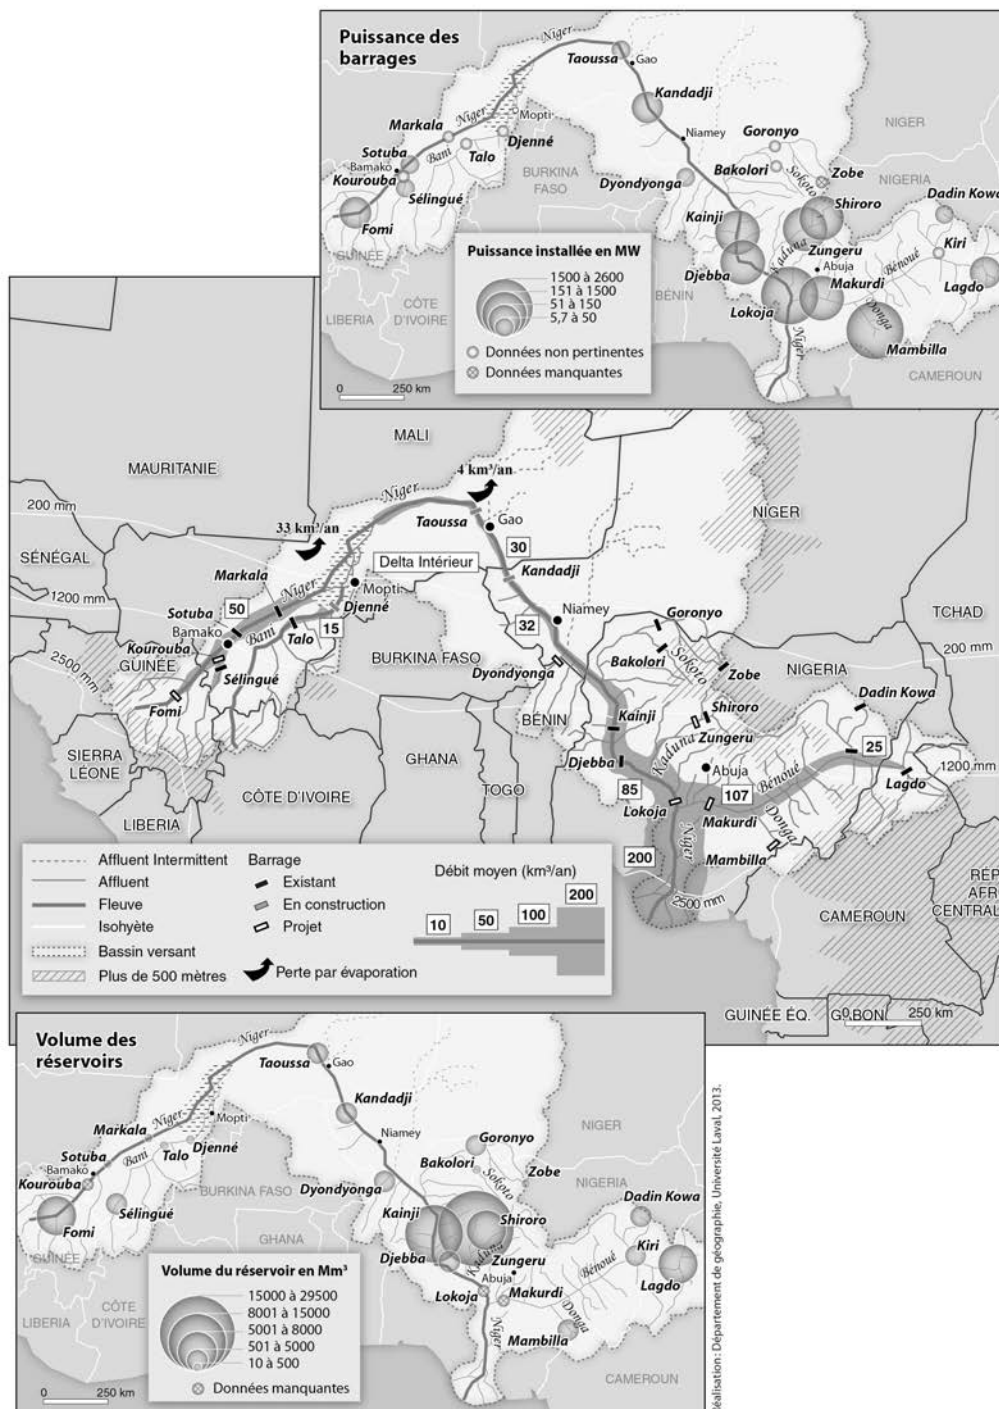 Puissance des
barrages
Niger
Taoussa
Gao
Kandadji
Niger
Mopti
Markala
Djenné
Niamey
Goronyo
NIGER
Sotuba
Bani
Talo
Bamako
Kourouba
Sélingué
BURKINA
FASO
Dyondyonga
Bakolori
Sokoto
Zobe
NIGERIA
Shiroro
Dadin Kowa
Fomi
Kainji
Zungeru
Kiri
GUINÉE
Kaduna
Abuja
Bénoué
Djebba
Makurdi
Lagdo
CÔTE
D'IVOIRE
LIBERIA
BÉNIN
Lokoja
Donga
Niger
Mambilla
CAMEROUN
Puissance installée en MW
1500 à 2600
151 à 1500
51 à 150
5,7 à 50
Données non pertinentes
Données manquantes
0 250 km
MALI
MAURITANIE
4 km³/an
Niger
33 km³/an
Taoussa
Gao
NIGER
200 mm
SÉNÉGAL
30
Delta Intérieur
Kandadji
Markala
Niger
Mopti
1200 mm
Sotuba
50
Djenné
Niamey
Goronyo
TCHAD
Bamako
Bani
Talo
15
32
Kourouba
GUINÉE
BURKINA FASO
Bakolori
Sokoto
200 mm
2500 mm
Sélingué
Dyondyonga
Zobe
NIGERIA
Fomi
BÉNIN
Shiroro
Dadin Kowa
Kainji
Zungeru
SIERRA
LÉONE
GHANA
Djebba
Kaduna
Abuja
Bénoué
25
1200 mm
CÔTE D'IVOIRE
TOGO
85
107
Lagdo
LIBERIA
Lokoja
Makurdi
Donga
200
Niger
Mambilla
2500 mm
CAMEROUN
RÉP
AFRI
CENTRAL
GUINÉE ÉQ.
GABON
0 250 km
Affluent Intermittent
Affluent
Fleuve
Isohyète
Bassin versant
Plus de 500 mètres
Barrage
Existant
En construction
Projet
Perte par évaporation
Débit moyen (km³/an)
10
50
100
200
Volume des
réservoirs
Niger
Taoussa
Gao
Kandadji
Markala
Niger
Mopti
Sotuba
Bani
Talo
Djenné
Niamey
Goronyo
NIGER
Bamako
Kourouba
BURKINA FASO
Dyondyonga
Bakolori
Sokoto
Zobe
NIGERIA
Sélingué
Kainji
Dadin Kowa
Fomi
GHANA
Shiroro
GUINÉE
Kaduna
Kiri
Djebba
Zungeru
Bénoué
Abuja
Lagdo
Lokoja
Makurdi
CÔTE
D'IVOIRE
LIBERIA
Niger
Donga
Mambilla
CAMEROUN
Volume du réservoir en Mm³
15000 à 29500
8001 à 15000
5001 à 8000
501 à 5000
10 à 500
Données manquantes
0 250 km
Réalisation : Département de géographie, Université Laval, 2013.